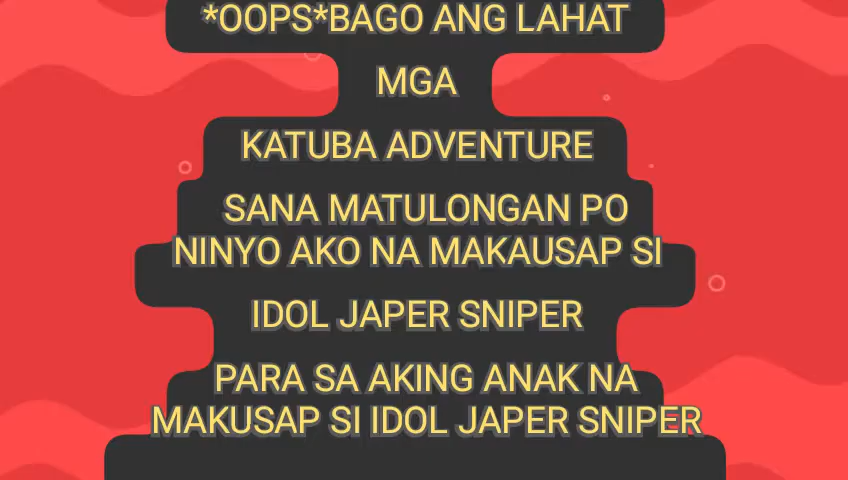 *OOPS*BAGO ANG LAHAT
MGA
KATUBA ADVENTURE
SANA MATULONGAN PO
NINYO AKO NA MAKAUSAP SI
IDOL JAPER SNIPER
PARA SA AKING ANAK NA
MAKUSAP SI IDOL JAPER SNIPER